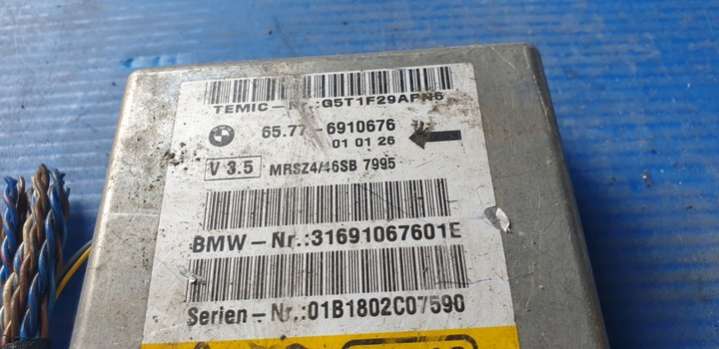 TEMIC-Nr.:G5T1F29APN6
65.77 - 6910676
01 01 26
V 3.5 MRSZ4/46SB 7995
BMW-Nr.:31691067601E
Serien-Nr.:01B1802C07590